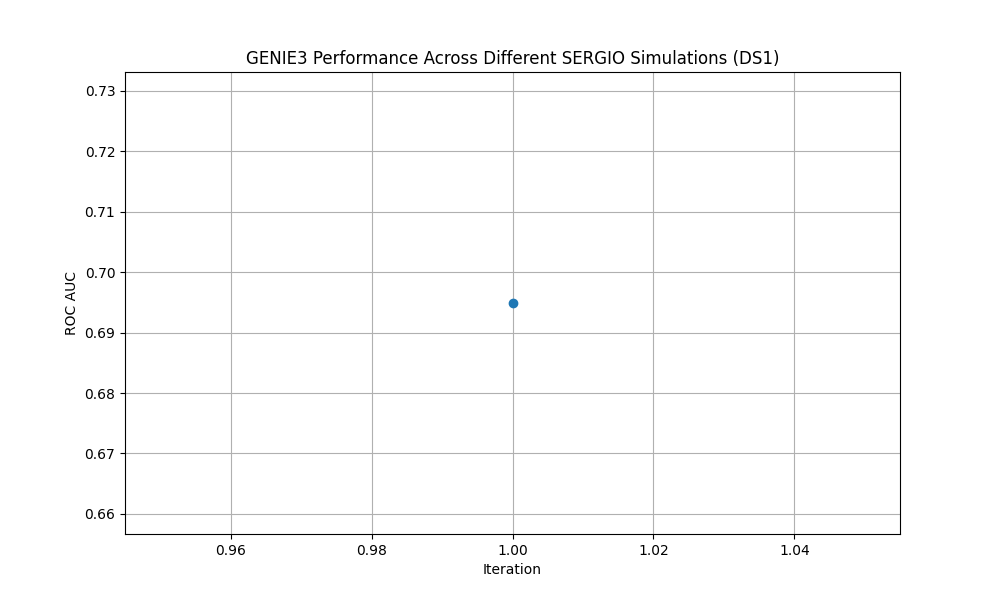 GENIE3 Performance Across Different SERGIO Simulations (DS1)
0.73
0.72
0.71
0.70
0.69
0.68
0.67
0.66
ROC AUC
0.96 0.98 1.00 1.02 1.04
Iteration